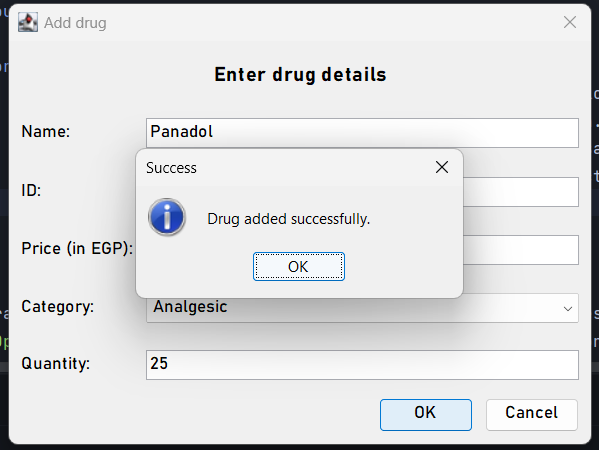 Add drug
Enter drug details
Name:
Panadol
Success
ID:
Drug added successfully.
Price (in EGP):
OK
Category:
Analgesic
Quantity:
25
OK
Cancel